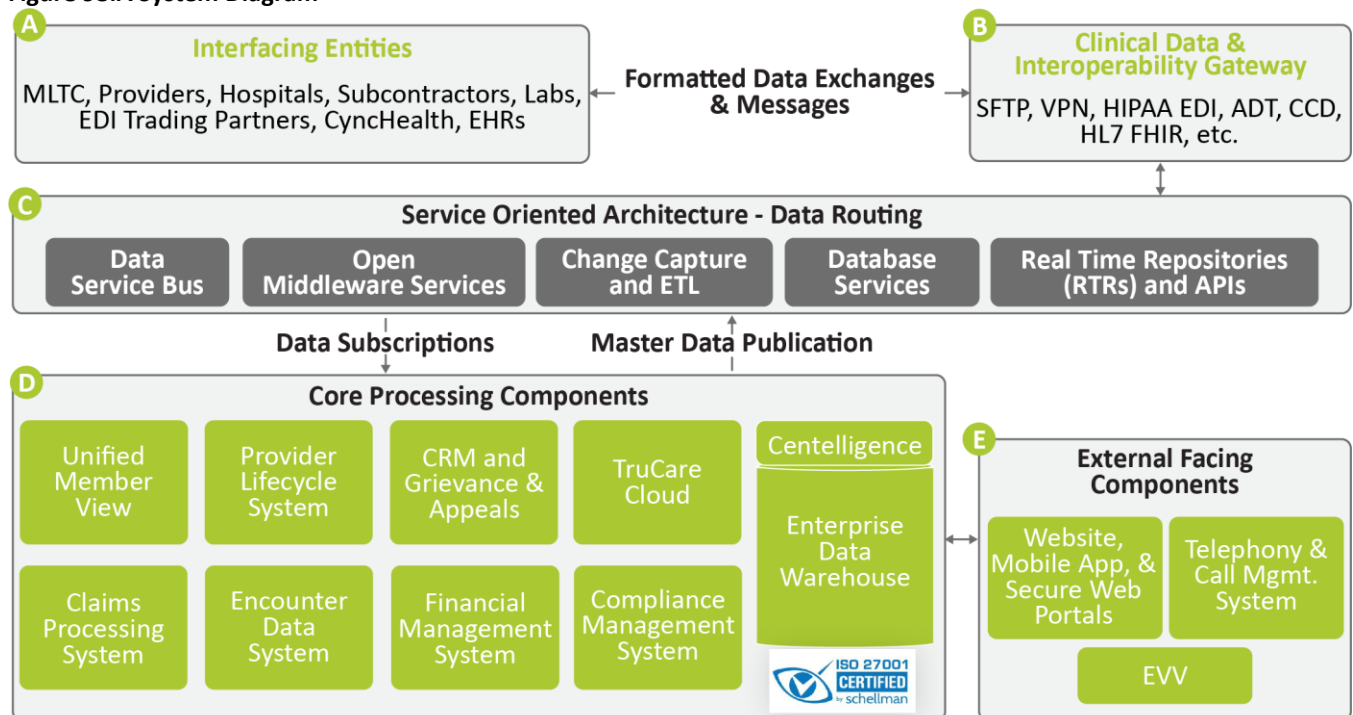 A
Interfacing Entities
MLTC, Providers, Hospitals, Subcontractors, Labs,
EDI Trading Partners, CyncHealth, EHRs
Formatted Data Exchanges
& Messages
B
Clinical Data &
Interoperability Gateway
SFTP, VPN, HIPAA EDI, ADT, CCD,
HL7 FHIR, etc.
C
Service Oriented Architecture - Data Routing
Data
Service Bus
Open
Middleware Services
Change Capture
and ETL
Database
Services
Real Time Repositories
(RTRs) and APIs
Data Subscriptions
Master Data Publication
D
Core Processing Components
Unified
Member
View
Provider
Lifecycle
System
CRM and
Grievance &
Appeals
TruCare
Cloud
Centelligence
Enterprise
Data
Warehouse
Claims
Processing
System
Encounter
Data
System
Financial
Management
System
Compliance
Management
System
ISO 27001
CERTIFIED
by schellman
E
External Facing
Components
Website,
Mobile App, &
Secure Web
Portals
Telephony &
Call Mgmt.
System
EVV